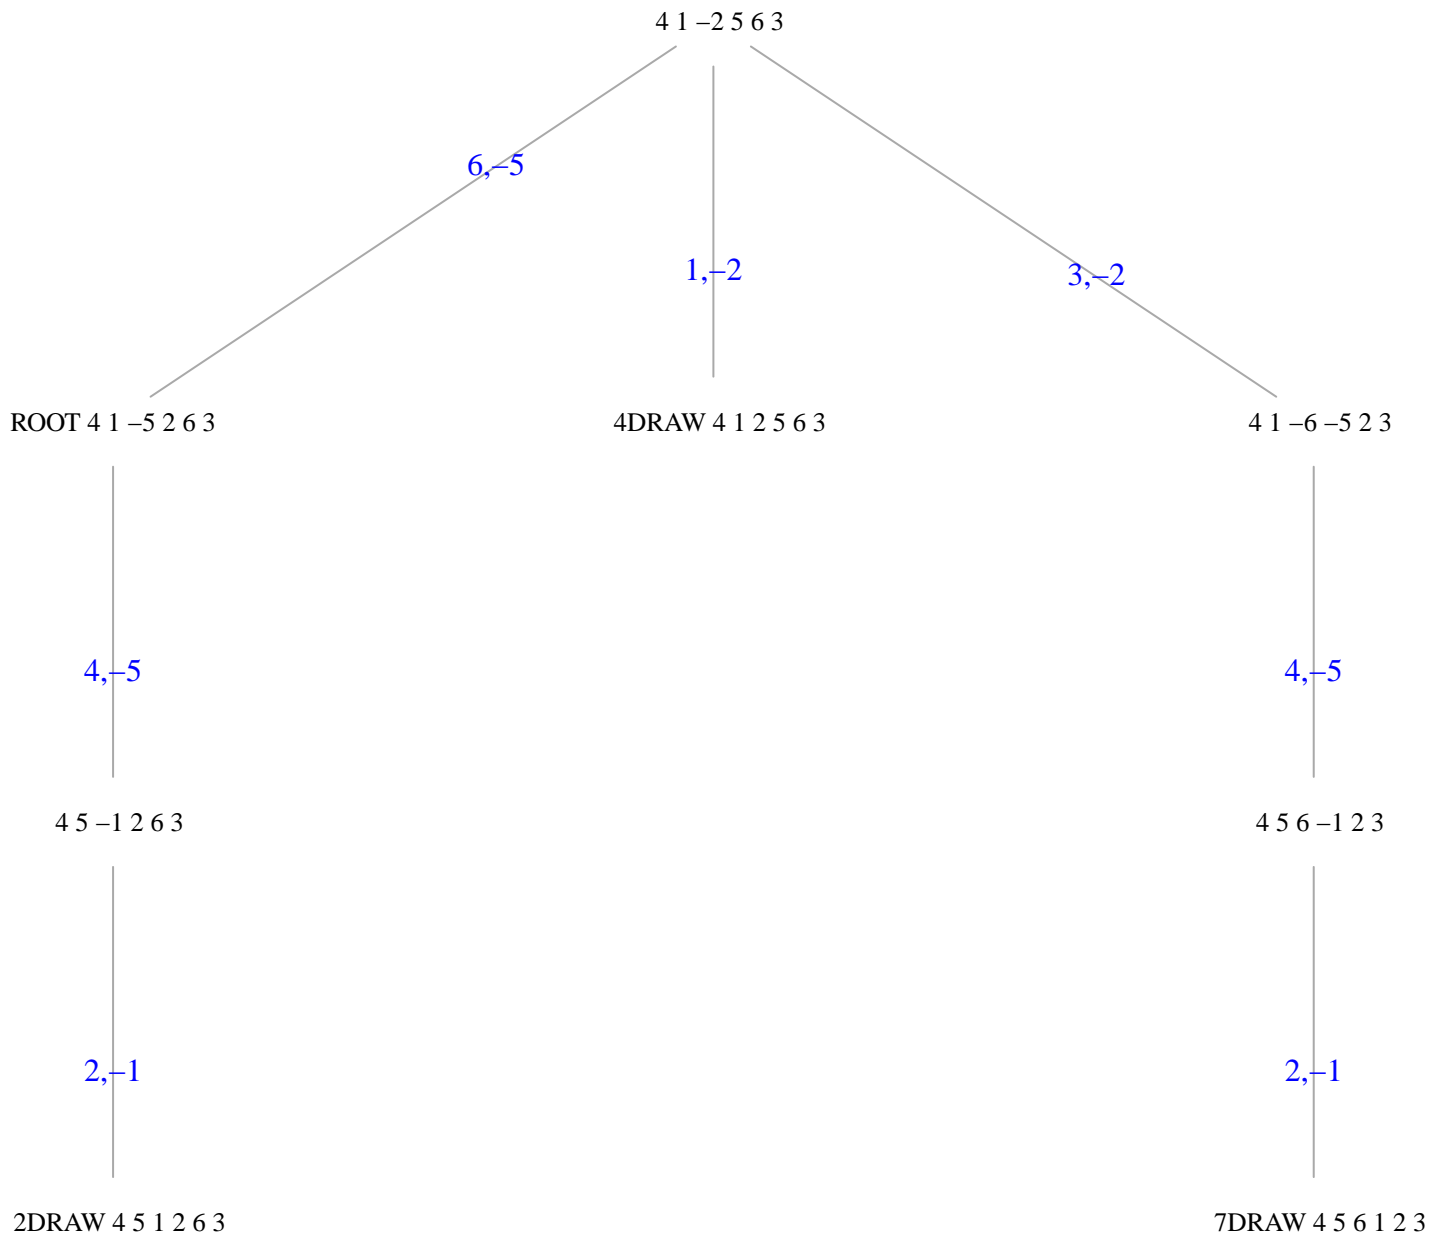 4 1 –2 5 6 3
6,–5
1,–2
3,–2
ROOT 4 1 –5 2 6 3
4DRAW 4 1 2 5 6 3
4 1 –6 –5 2 3
4,–5
4,–5
4 5 –1 2 6 3
4 5 6 –1 2 3
2,–1
2,–1
2DRAW 4 5 1 2 6 3
7DRAW 4 5 6 1 2 3